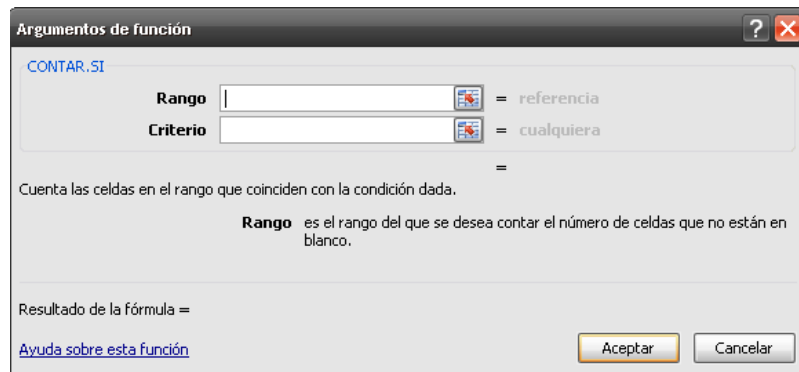 Argumentos de función
CONTAR.SI
Rango = referencia
Criterio = cualquiera
=
Cuenta las celdas en el rango que coinciden con la condición dada.
Rango es el rango del que se desea contar el número de celdas que no están en
blanco.
Resultado de la fórmula =
Ayuda sobre esta función Aceptar Cancelar